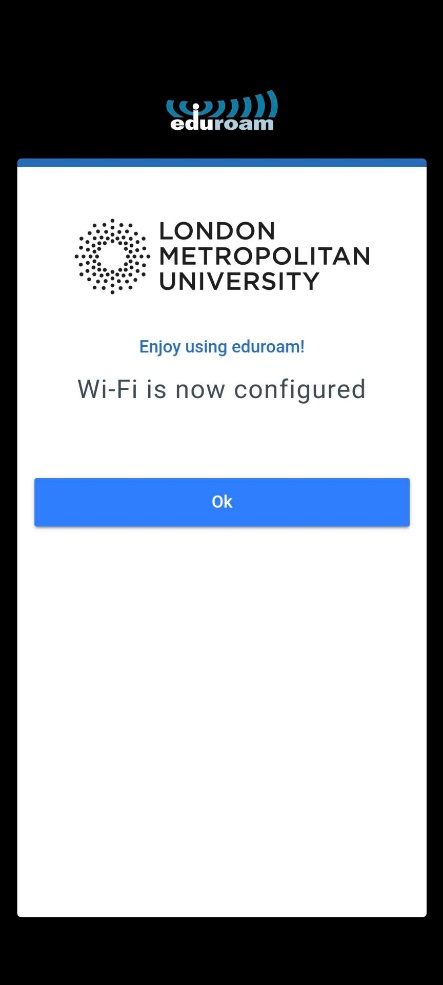 eduroam
LONDON
METROPOLITAN
UNIVERSITY
Enjoy using eduroam!
Wi-Fi is now configured
Ok